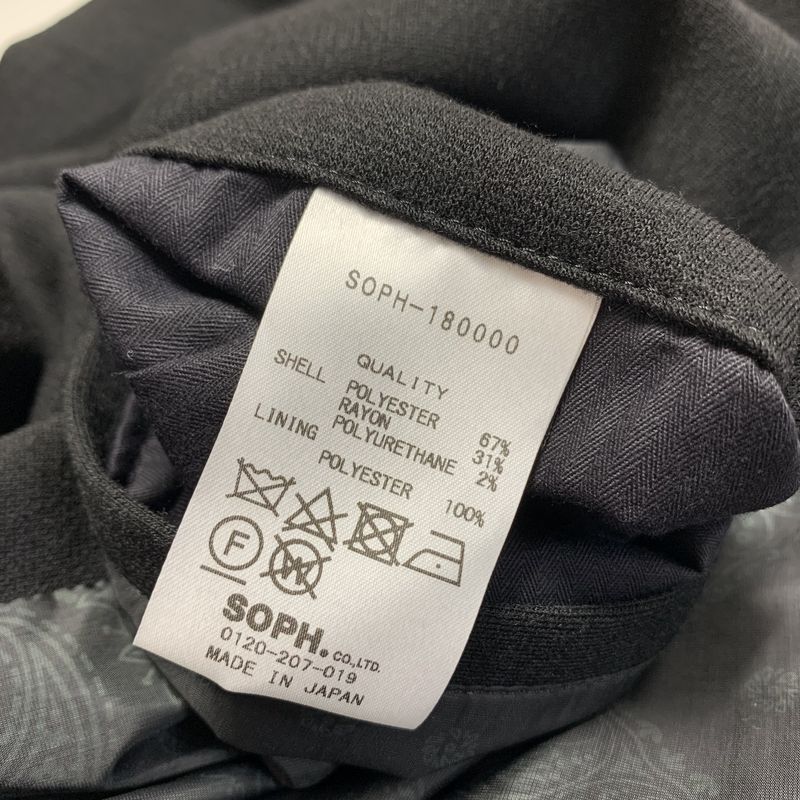 SOPH-180000
QUALITY
SHELL POLYESTER 67%
RAYON 31%
POLYURETHANE 2%
LINING POLYESTER 100%
F
W
SOPH. CO.,LTD.
0120-207-019
MADE IN JAPAN